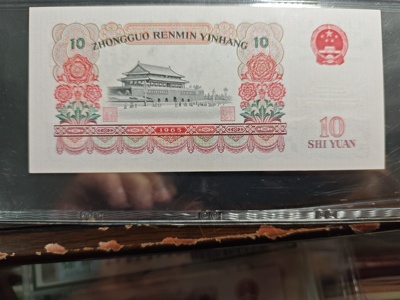 10 ZHONGGUO RENMIN YINHANG 10
1965
10
SHI YUAN